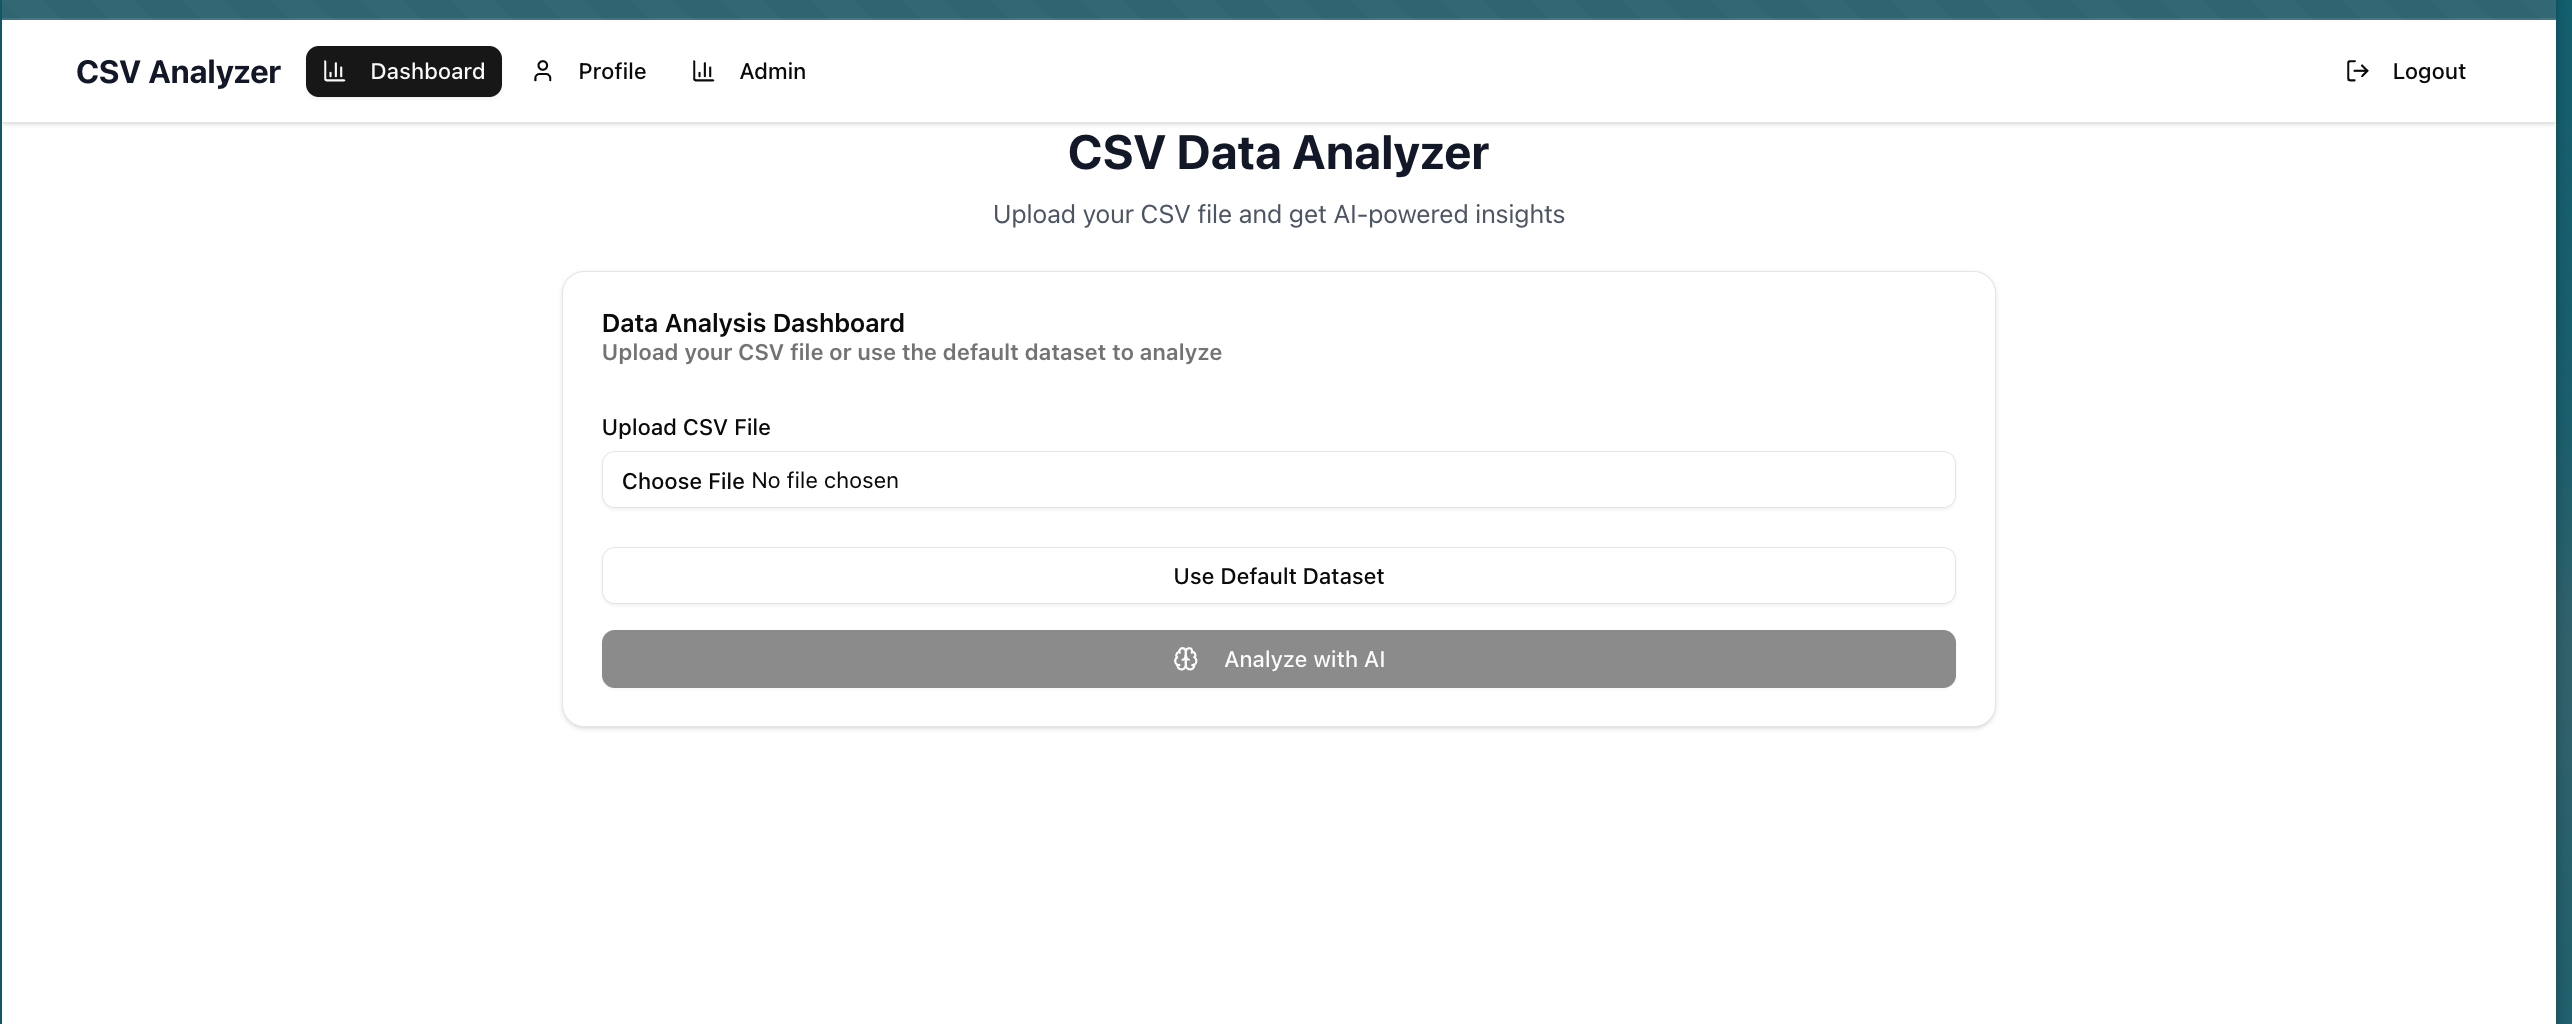 CSV Analyzer Dashboard Profile Admin Logout
CSV Data Analyzer
Upload your CSV file and get AI-powered insights
Data Analysis Dashboard
Upload your CSV file or use the default dataset to analyze
Upload CSV File
Choose File No file chosen
Use Default Dataset
Analyze with AI